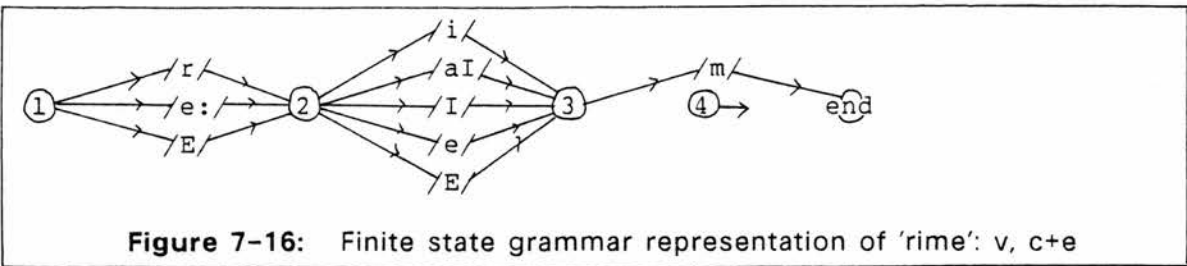 /i/
/r/ /aI/ /m/
1 /e:/ 2 /I/ 3 4 end
/E/ /e/
/E/
Figure 7-16: Finite state grammar representation of 'rime': v, c+e